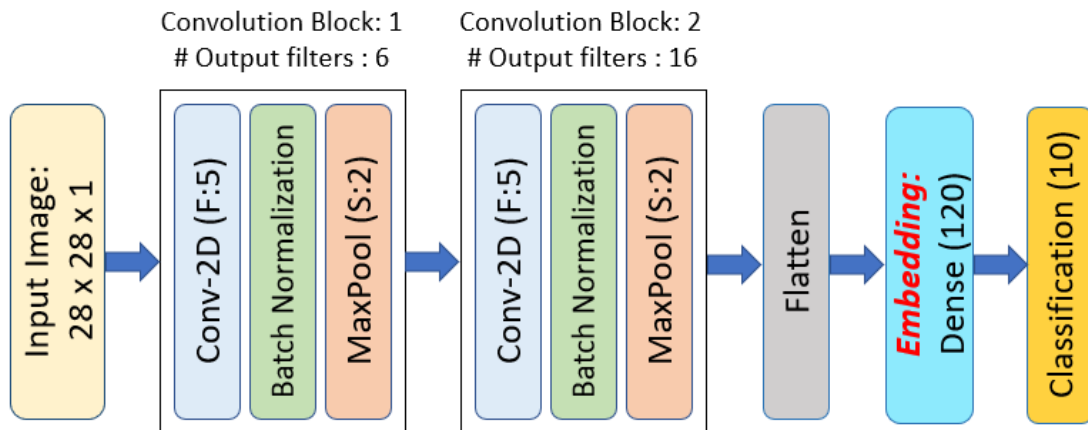 Convolution Block: 1
# Output filters : 6
Convolution Block: 2
# Output filters : 16
Input Image:
28 x 28 x 1
Conv-2D (F:5)
Batch Normalization
MaxPool (S:2)
Conv-2D (F:5)
Batch Normalization
MaxPool (S:2)
Flatten
Embedding:
Dense (120)
Classification (10)